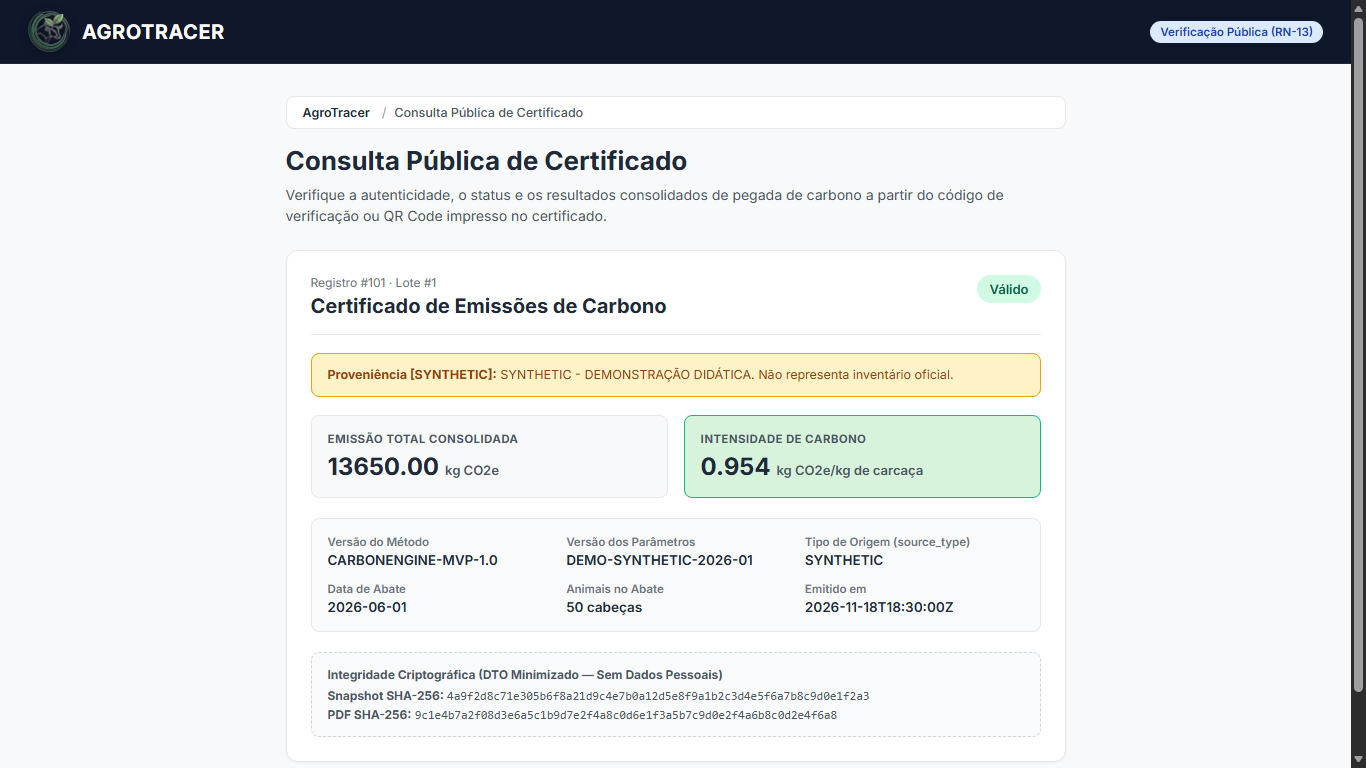 AGROTRACER
Verificação Pública (RN-13)
AgroTracer / Consulta Pública de Certificado
Consulta Pública de Certificado
Verifique a autenticidade, o status e os resultados consolidados de pegada de carbono a partir do código de
verificação ou QR Code impresso no certificado.
Registro #101 · Lote #1
Certificado de Emissões de Carbono
Válido
Proveniência [SYNTHETIC]: SYNTHETIC - DEMONSTRAÇÃO DIDÁTICA. Não representa inventário oficial.
EMISSÃO TOTAL CONSOLIDADA
13650.00 kg CO2e
INTENSIDADE DE CARBONO
0.954 kg CO2e/kg de carcaça
Versão do Método
CARBONENGINE-MVP-1.0
Versão dos Parâmetros
DEMO-SYNTHETIC-2026-01
Tipo de Origem (source_type)
SYNTHETIC
Data de Abate
2026-06-01
Animais no Abate
50 cabeças
Emitido em
2026-11-18T18:30:00Z
Integridade Criptográfica (DTO Minimizado — Sem Dados Pessoais)
Snapshot SHA-256: 4a9f2d8c71e305b6f8a21d9c4e7b0a12d5e8f9a1b2c3d4e5f6a7b8c9d0e1f2a3
PDF SHA-256: 9c1e4b7a2f08d3e6a5c1b9d7e2f4a8c0d6e1f3a5b7c9d0e2f4a6b8c0d2e4f6a8